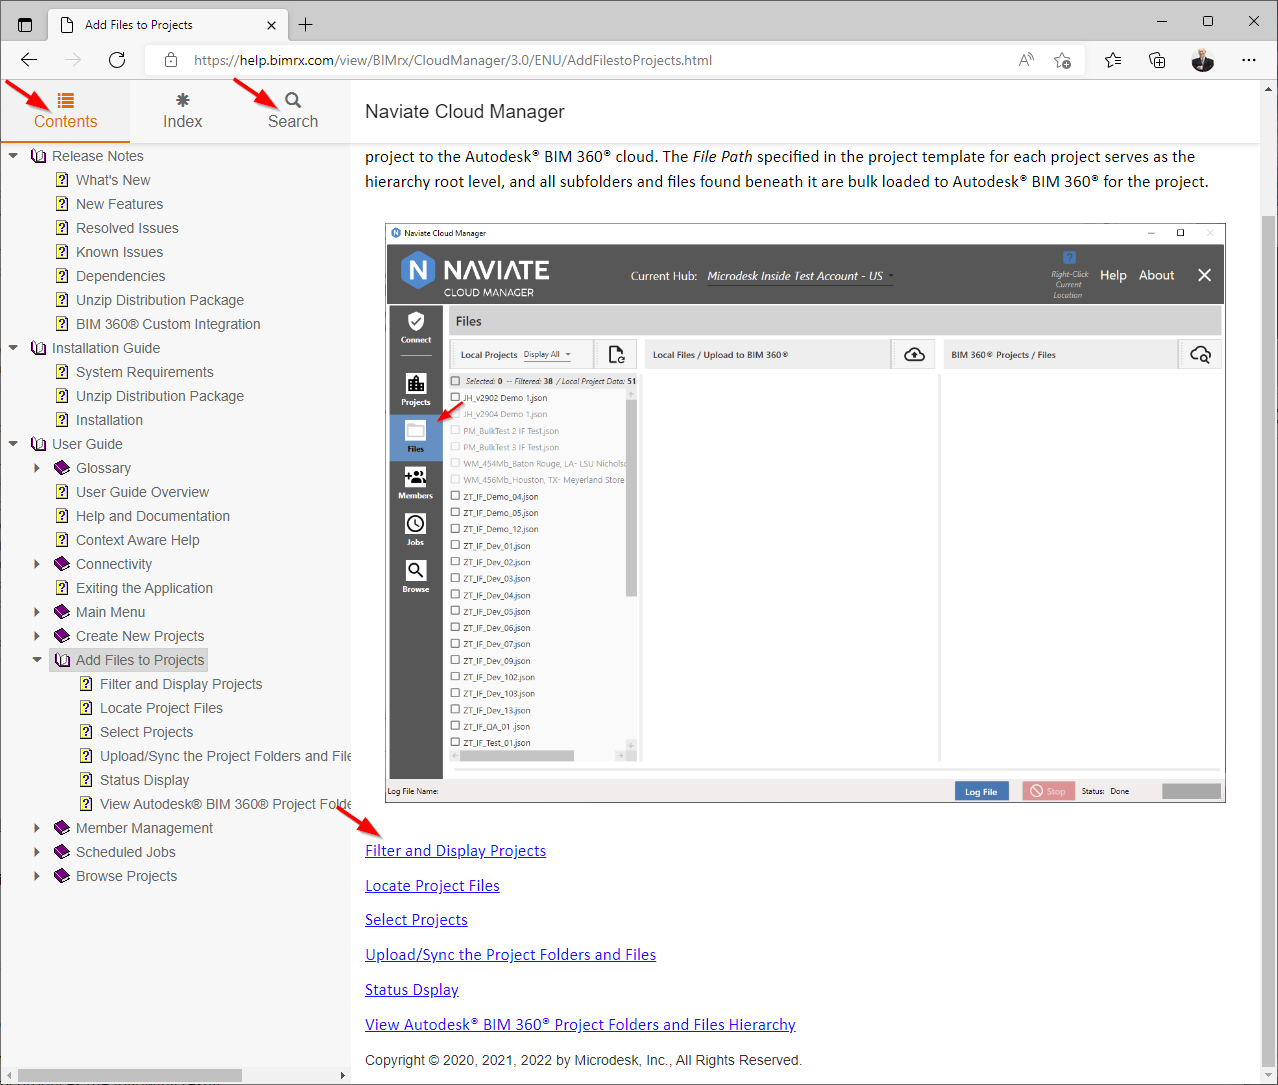 Add Files to Projects
https://help.bimrx.com/view/BIMrx/CloudManager/3.0/ENU/AddFilestoProjects.html
Contents
Index
Search
Release Notes
What's New
New Features
Resolved Issues
Known Issues
Dependencies
Unzip Distribution Package
BIM 360® Custom Integration
Installation Guide
System Requirements
Unzip Distribution Package
Installation
User Guide
Glossary
User Guide Overview
Help and Documentation
Context Aware Help
Connectivity
Exiting the Application
Main Menu
Create New Projects
Add Files to Projects
Filter and Display Projects
Locate Project Files
Select Projects
Upload/Sync the Project Folders and File
Status Display
View Autodesk® BIM 360® Project Folde
Member Management
Scheduled Jobs
Browse Projects
Naviate Cloud Manager
project to the Autodesk® BIM 360® cloud. The File Path specified in the project template for each project serves as the
hierarchy root level, and all subfolders and files found beneath it are bulk loaded to Autodesk® BIM 360® for the project.
Naviate Cloud Manager
NAVIATE
CLOUD MANAGER
Current Hub: Microdesk Inside Test Account - US
Right-Click
Current
Location
Help
About
Connect
Projects
Files
Members
Jobs
Browse
Files
Local Projects Display All
Local Files / Upload to BIM 360®
BIM 360® Projects / Files
Selected: 0 -- Filtered: 38 / Local Project Data: 51
JH_v2902 Demo 1.json
JH_v2904 Demo 1.json
PM_BulkTest 2 IF Test.json
PM_BulkTest 3 IF Test.json
WM_454Mb_Baton Rouge, LA- LSU Nicholso
WM_456Mb_Houston, TX- Meyerland Store
ZT_IF_Demo_04.json
ZT_IF_Demo_05.json
ZT_IF_Demo_12.json
ZT_IF_Dev_01.json
ZT_IF_Dev_02.json
ZT_IF_Dev_03.json
ZT_IF_Dev_04.json
ZT_IF_Dev_05.json
ZT_IF_Dev_06.json
ZT_IF_Dev_07.json
ZT_IF_Dev_09.json
ZT_IF_Dev_102.json
ZT_IF_Dev_103.json
ZT_IF_Dev_13.json
ZT_IF_QA_01 .json
ZT_IF_Test_01.json
Log File Name:
Log File
Stop
Status: Done
Filter and Display Projects
Locate Project Files
Select Projects
Upload/Sync the Project Folders and Files
Status Dsplay
View Autodesk® BIM 360® Project Folders and Files Hierarchy
Copyright © 2020, 2021, 2022 by Microdesk, Inc., All Rights Reserved.